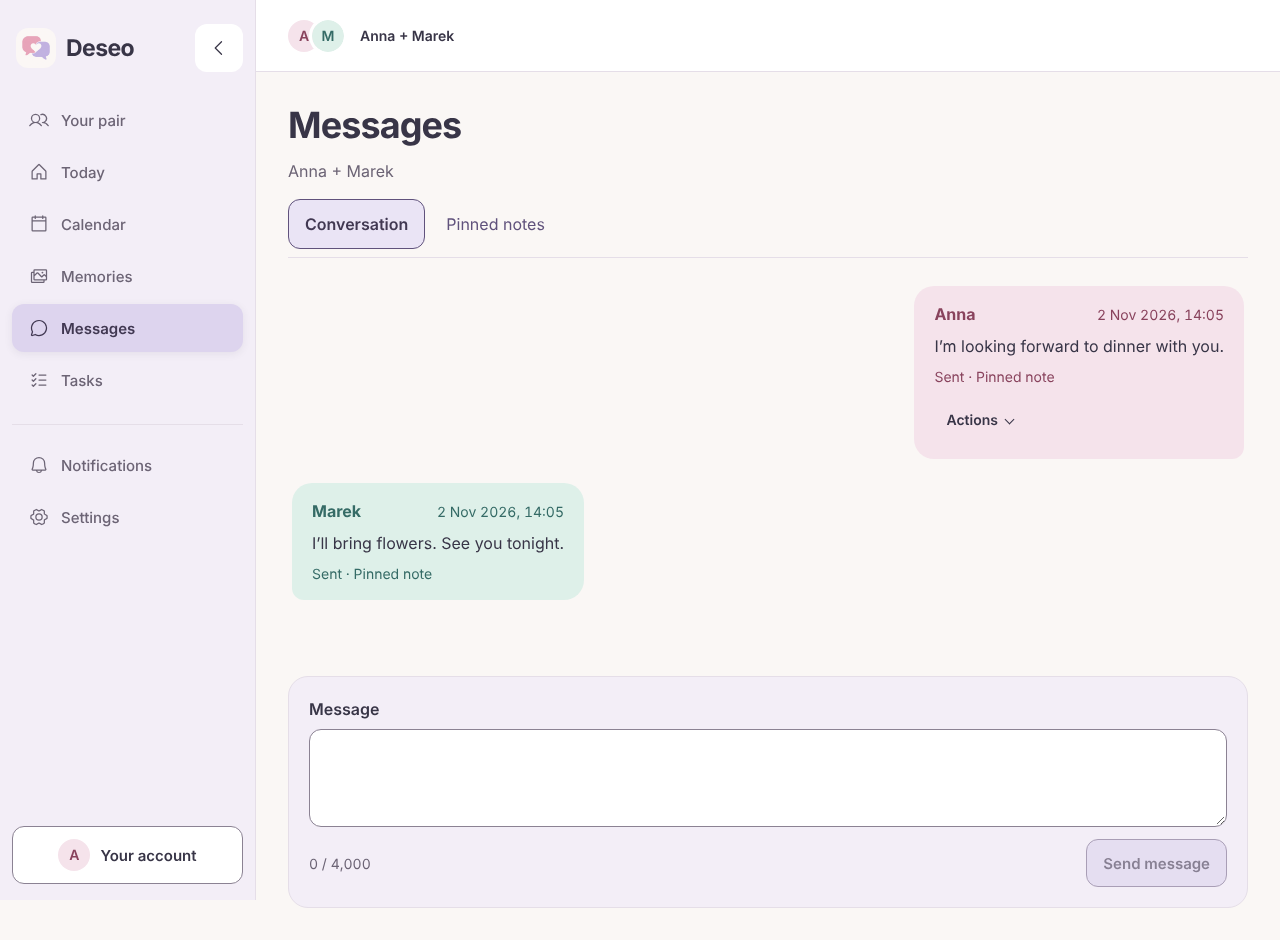 Deseo
Your pair
Today
Calendar
Memories
Messages
Tasks
Notifications
Settings
A
Your account
A
M
Anna + Marek
Messages
Anna + Marek
Conversation
Pinned notes
Anna
2 Nov 2026, 14:05
I’m looking forward to dinner with you.
Sent · Pinned note
Actions
Marek
2 Nov 2026, 14:05
I’ll bring flowers. See you tonight.
Sent · Pinned note
Message
0 / 4,000
Send message